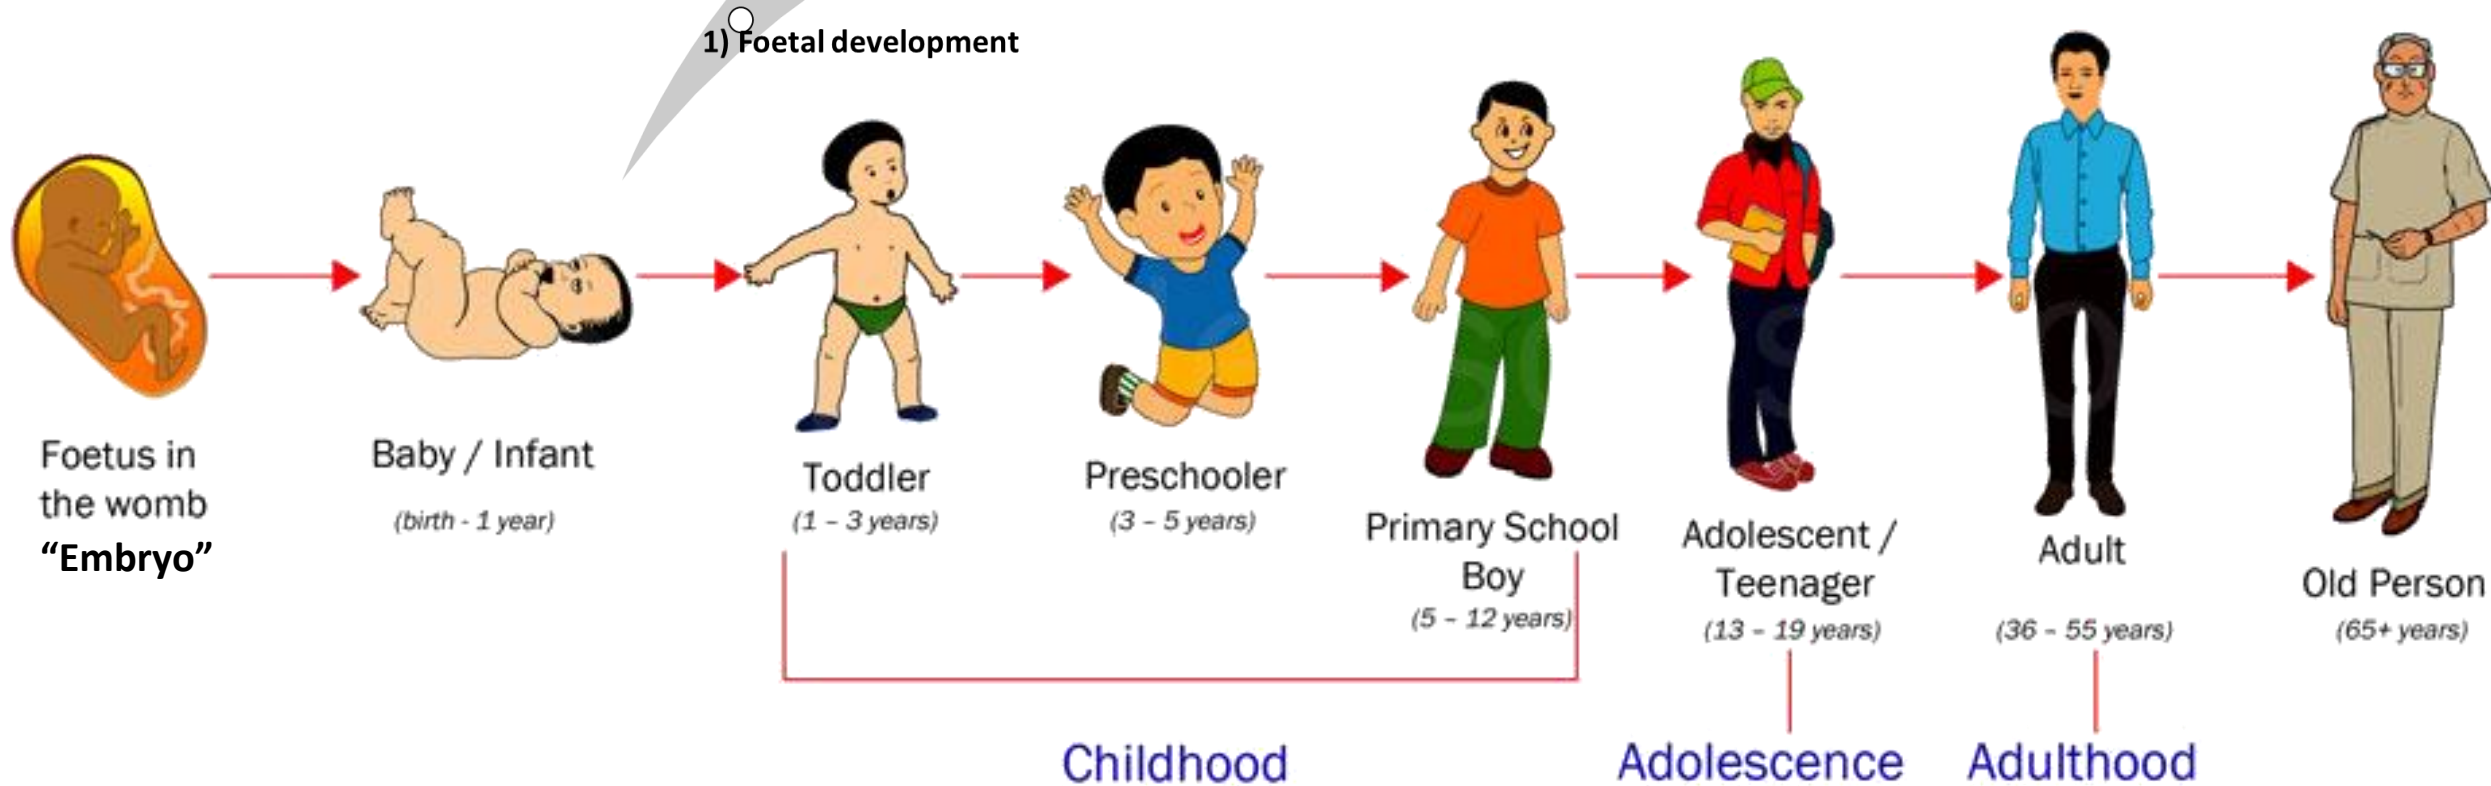 1) Foetal development
Foetus in
the womb
“Embryo”
Baby / Infant
(birth - 1 year)
Toddler
(1 – 3 years)
Preschooler
(3 – 5 years)
Primary School
Boy
(5 – 12 years)
Adolescent /
Teenager
(13 – 19 years)
Adult
(36 – 55 years)
Old Person
(65+ years)
Childhood
Adolescence
Adulthood